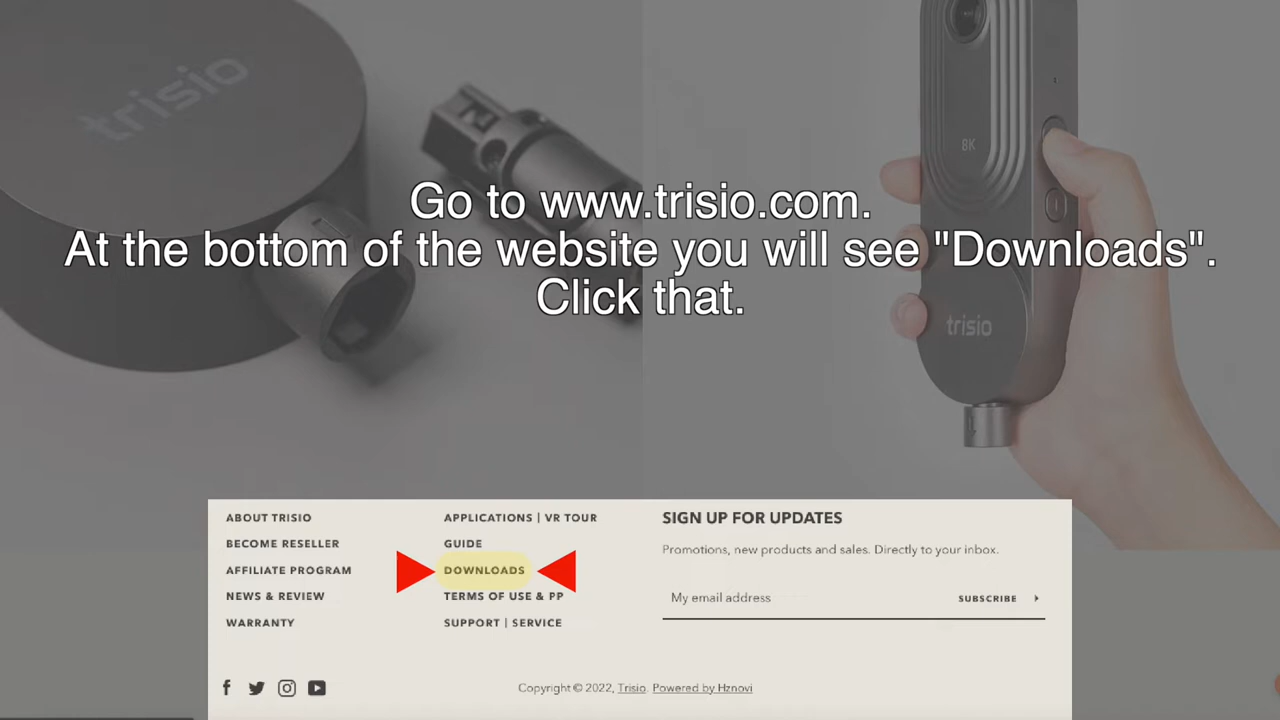 trisio
8K
trisio
Go to www.trisio.com.
At the bottom of the website you will see "Downloads".
Click that.
ABOUT TRISIO
BECOME RESELLER
AFFILIATE PROGRAM
NEWS & REVIEW
WARRANTY
APPLICATIONS | VR TOUR
GUIDE
DOWNLOADS
TERMS OF USE & PP
SUPPORT | SERVICE
SIGN UP FOR UPDATES
Promotions, new products and sales. Directly to your inbox.
My email address
SUBSCRIBE
Copyright © 2022, Trisio. Powered by Hznovi